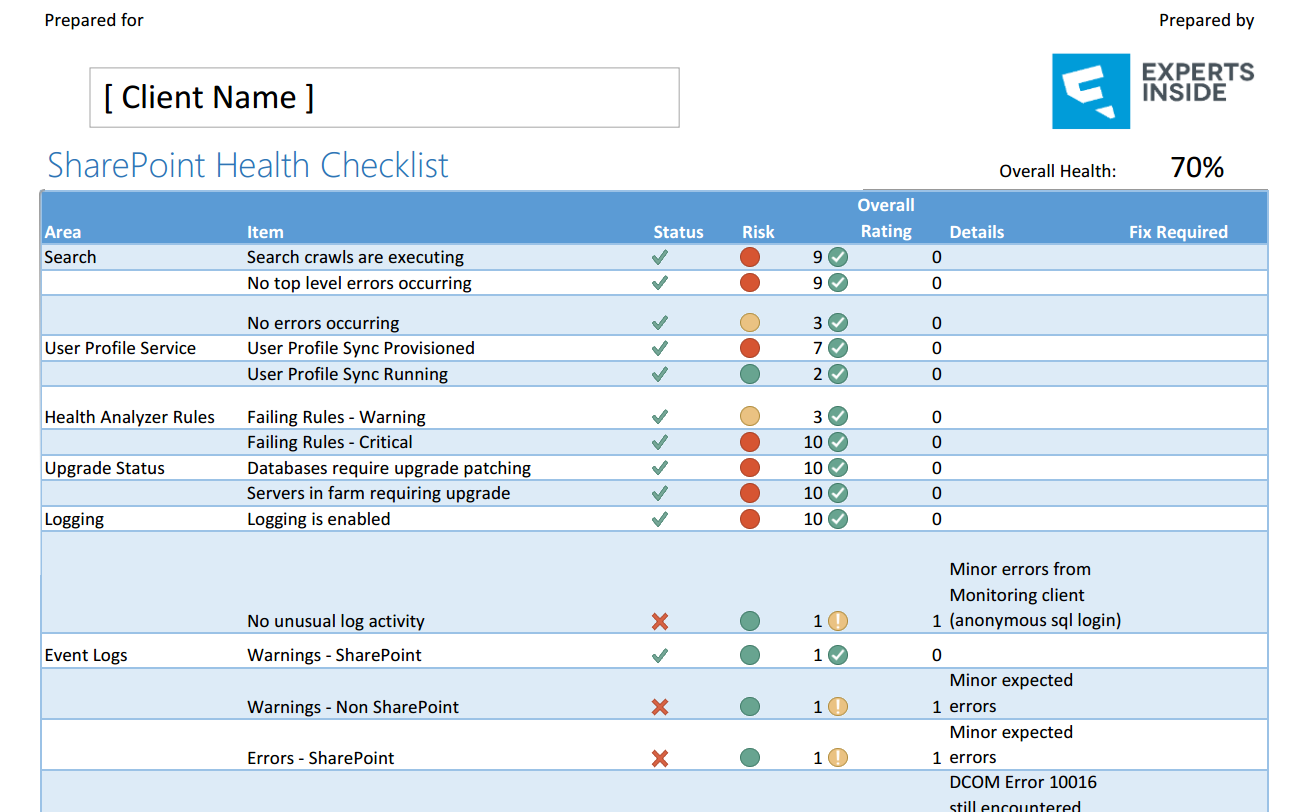 Prepared for Prepared by
[ Client Name ]
EXPERTS
INSIDE
SharePoint Health Checklist
Overall Health: 70%
Area Item Status Risk Overall Rating Details Fix Required
Search Search crawls are executing 9 0
No top level errors occurring 9 0
No errors occurring 3 0
User Profile Service User Profile Sync Provisioned 7 0
User Profile Sync Running 2 0
Health Analyzer Rules Failing Rules - Warning 3 0
Failing Rules - Critical 10 0
Upgrade Status Databases require upgrade patching 10 0
Servers in farm requiring upgrade 10 0
Logging Logging is enabled 10 0
Minor errors from
Monitoring client
No unusual log activity 1 1 (anonymous sql login)
Event Logs Warnings - SharePoint 1 0
Minor expected
Warnings - Non SharePoint 1 1 errors
Minor expected
Errors - SharePoint 1 1 errors
DCOM Error 10016
still encountered